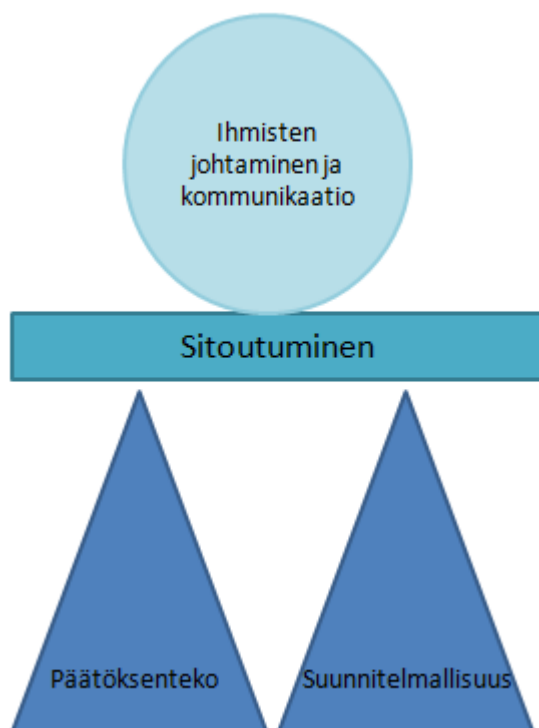 Ihmisten
johtaminen ja
kommunikaatio
Sitoutuminen
Päätöksenteko
Suunnitelmallisuus